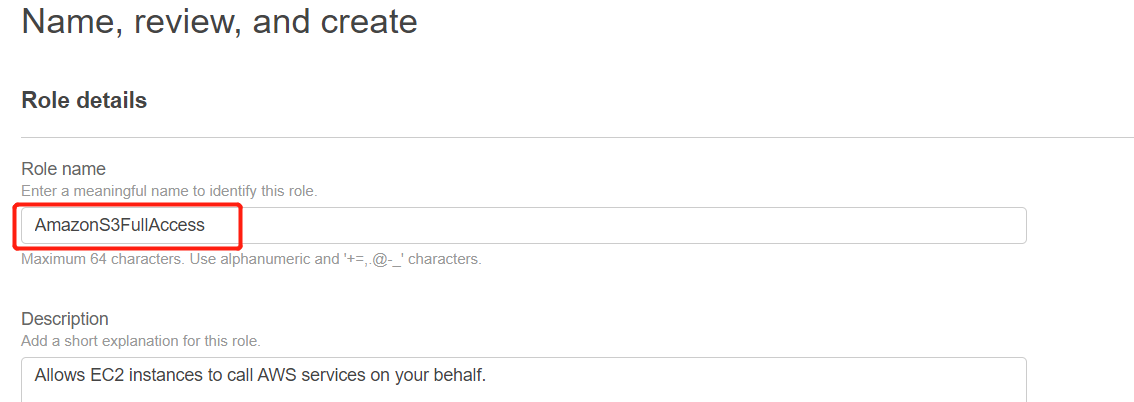 Name, review, and create
Role details
Role name
Enter a meaningful name to identify this role.
AmazonS3FullAccess
Maximum 64 characters. Use alphanumeric and '+=,.@-_' characters.
Description
Add a short explanation for this role.
Allows EC2 instances to call AWS services on your behalf.